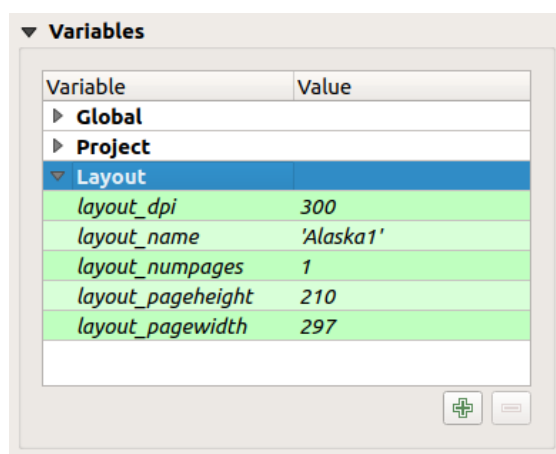 Variables
Variable Value
Global
Project
Layout
layout_dpi 300
layout_name 'Alaska1'
layout_numpages 1
layout_pageheight 210
layout_pagewidth 297